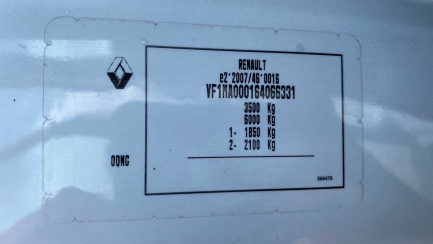 RENAULT
e2*2007/46*0016
VF1MA000164066331
3500 Kg
6000 Kg
1- 1850 Kg
2- 2100 Kg
OQNG